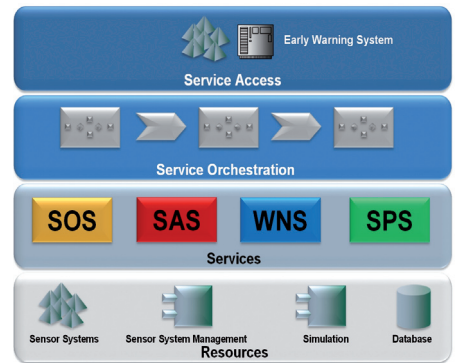 Early Warning System
Service Access
Service Orchestration
SOS SAS WNS SPS
Services
Sensor Systems Sensor System Management Simulation Database
Resources